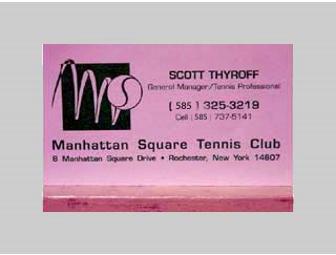 SCOTT THYROFF
General Manager/Tennis Professional
( 585 ) 325-3219
Cell ( 585 ) 737-5141
Manhattan Square Tennis Club
8 Manhattan Square Drive • Rochester, New York 14607